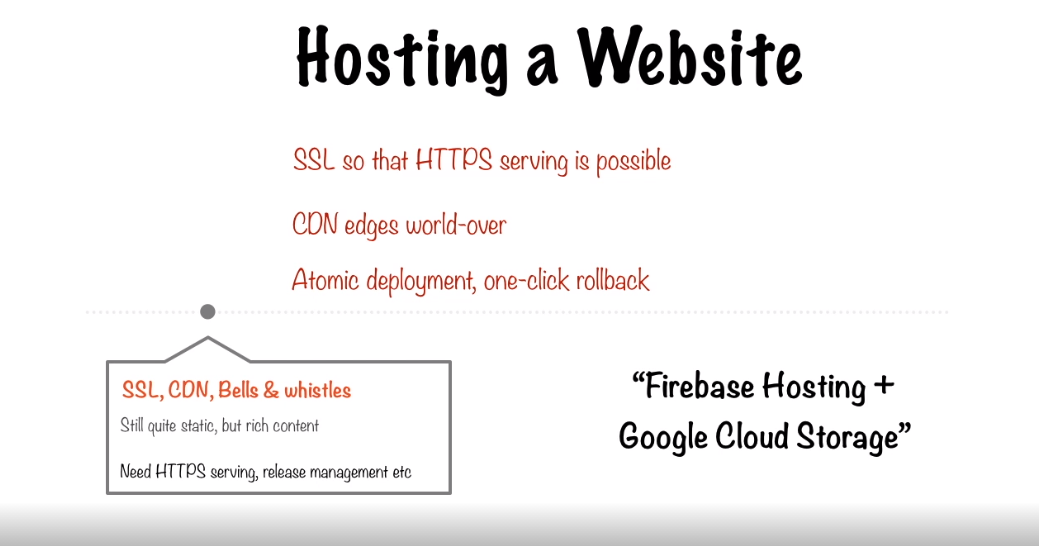 Hosting a Website
SSL so that HTTPS serving is possible
CDN edges world-over
Atomic deployment, one-click rollback
SSL, CDN, Bells & whistles
Still quite static, but rich content
Need HTTPS serving, release management etc
“Firebase Hosting +
Google Cloud Storage”